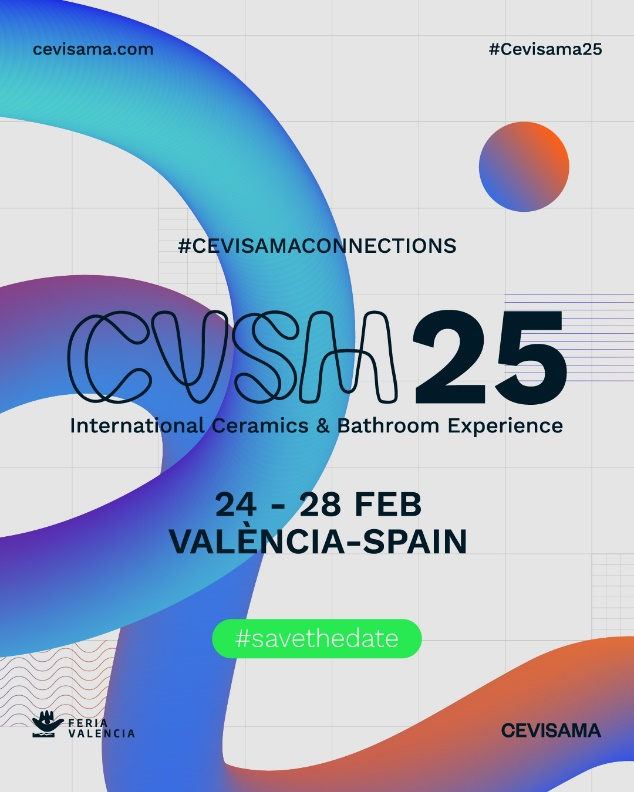 cevisama.com
#Cevisama25
#CEVISAMACONNECTIONS
CVSM25
International Ceramics & Bathroom Experience
24 - 28 FEB
VALÈNCIA-SPAIN
#savethedate
FERIA
VALENCIA
CEVISAMA